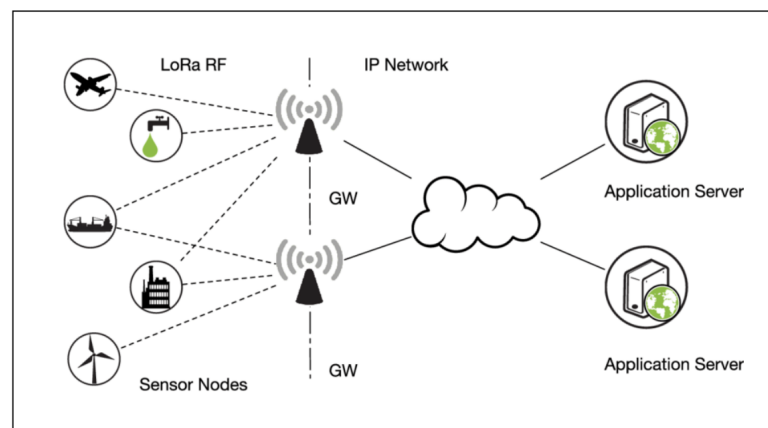 LoRa RF
IP Network
GW
Application Server
GW
Application Server
Sensor Nodes